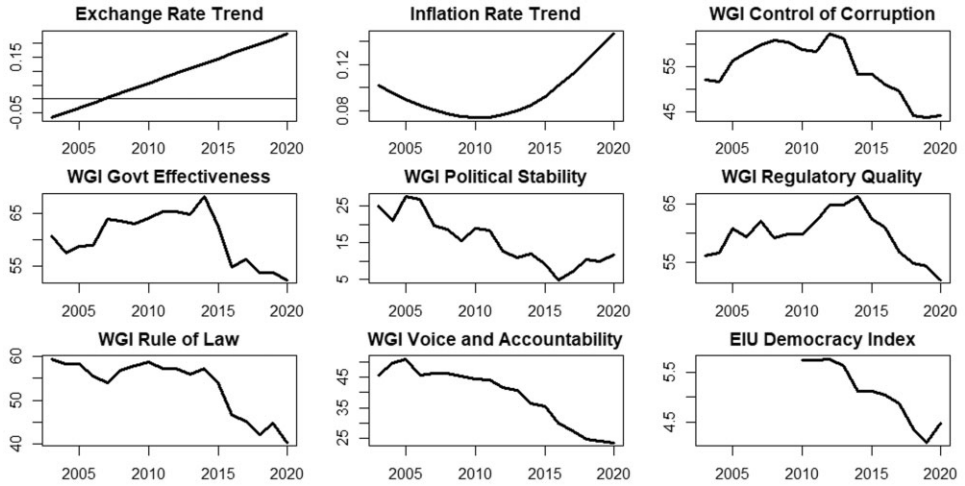 Exchange Rate Trend
0.15
-0.05
2005 2010 2015 2020
Inflation Rate Trend
0.12
0.08
2005 2010 2015 2020
WGI Control of Corruption
55
45
2005 2010 2015 2020
WGI Govt Effectiveness
65
55
2005 2010 2015 2020
WGI Political Stability
25
15
5
2005 2010 2015 2020
WGI Regulatory Quality
65
55
2005 2010 2015 2020
WGI Rule of Law
60
50
40
2005 2010 2015 2020
WGI Voice and Accountability
45
35
25
2005 2010 2015 2020
EIU Democracy Index
5.5
4.5
2005 2010 2015 2020